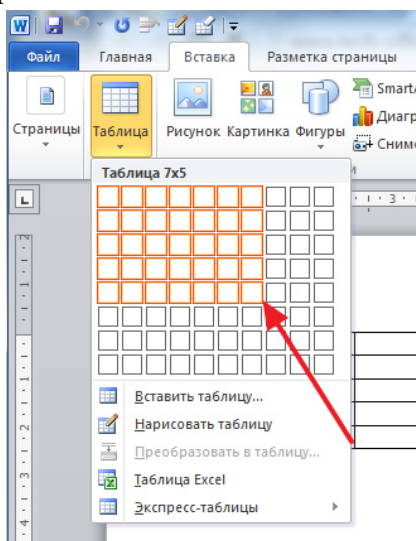 Файл Главная Вставка Разметка страницы
Страницы Таблица Рисунок Картинка Фигуры
Таблица 7x5
Вставить таблицу...
Нарисовать таблицу
Преобразовать в таблицу...
Таблица Excel
Экспресс-таблицы